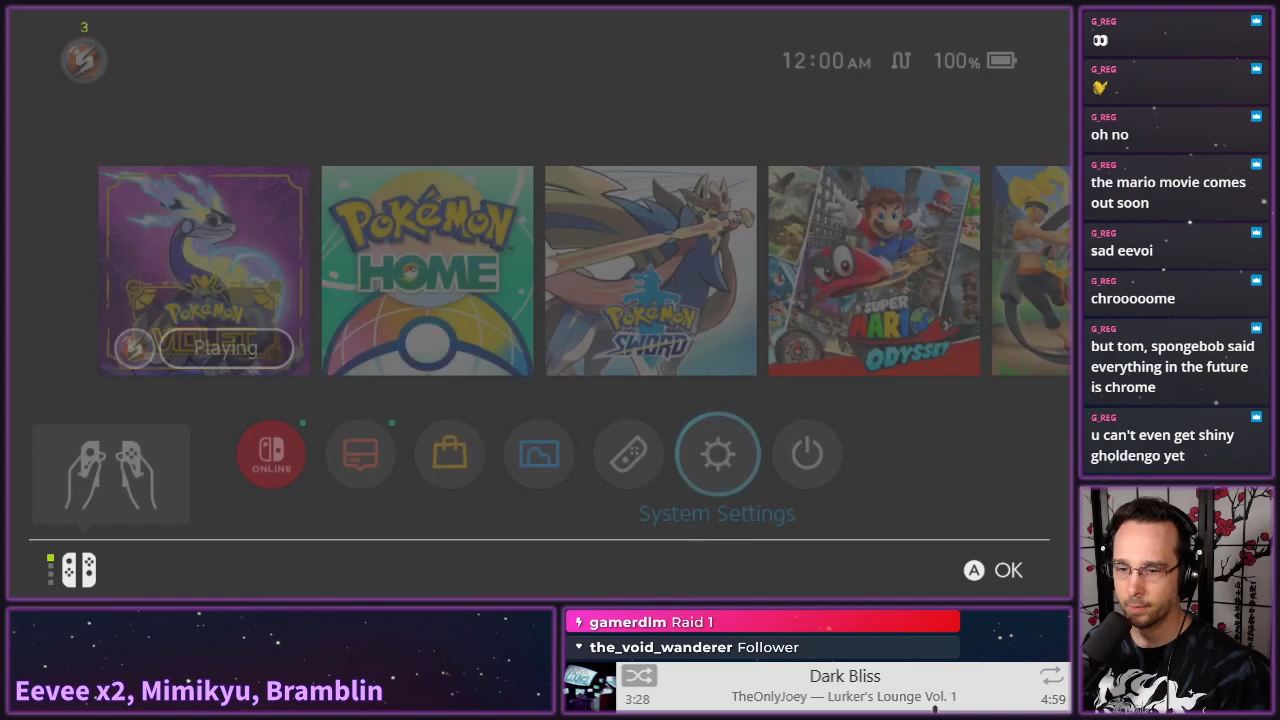 3
12:00 AM
100%
POKÉMON
VIOLET
Playing
POKÉMON
HOME
POKÉMON
SWORD
SUPER
MARIO
ODYSSEY
ONLINE
System Settings
A OK
G_REG
G_REG
G_REG
oh no
G_REG
the mario movie comes
out soon
G_REG
sad eevoi
G_REG
chrooooome
G_REG
but tom, spongebob said
everything in the future
is chrome
G_REG
u can't even get shiny
gholdengo yet
Eevee x2, Mimikyu, Bramblin
gamerdlm Raid 1
the_void_wanderer Follower
Dark Bliss
3:28
TheOnlyJoey — Lurker's Lounge Vol. 1
4:59